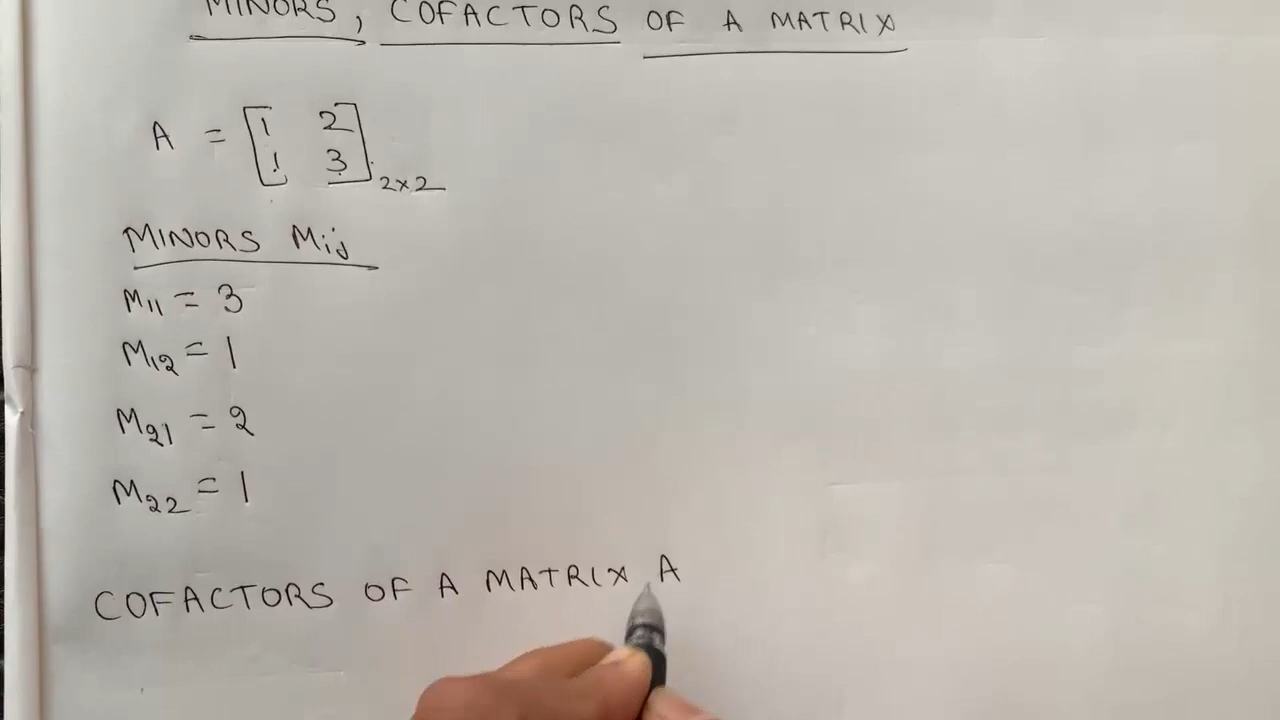 MINORS, COFACTORS OF A MATRIX
A = [1 2
1 3]2×2
MINORS Mij
M11 = 3
M12 = 1
M21 = 2
M22 = 1
COFACTORS OF A MATRIX A